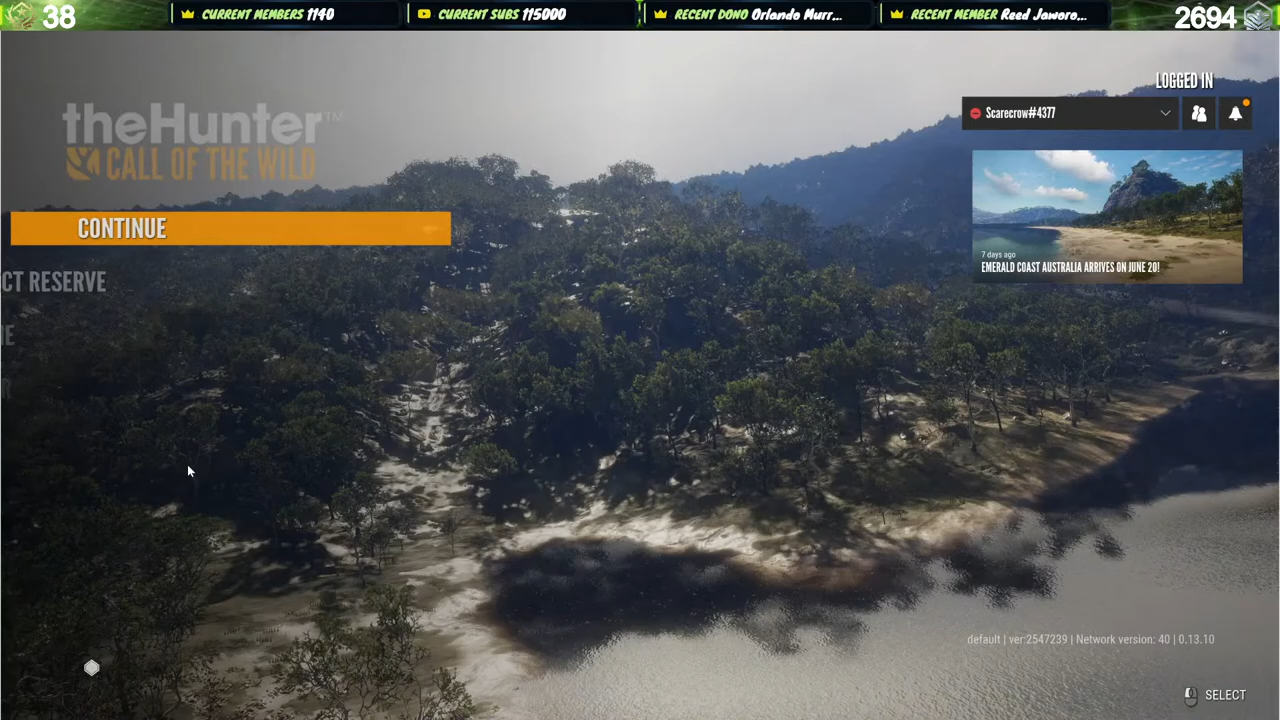 38
CURRENT MEMBERS 1140
CURRENT SUBS 115000
RECENT DONO Orlando Murr...
RECENT MEMBER Reed Jaworo...
2694
LOGGED IN
Scarecrow#4377
theHunter™
CALL OF THE WILD
CONTINUE
CT RESERVE
E
R
7 days ago
EMERALD COAST AUSTRALIA ARRIVES ON JUNE 20!
default | ver:2547239 | Network version: 40 | 0.13.10
SELECT